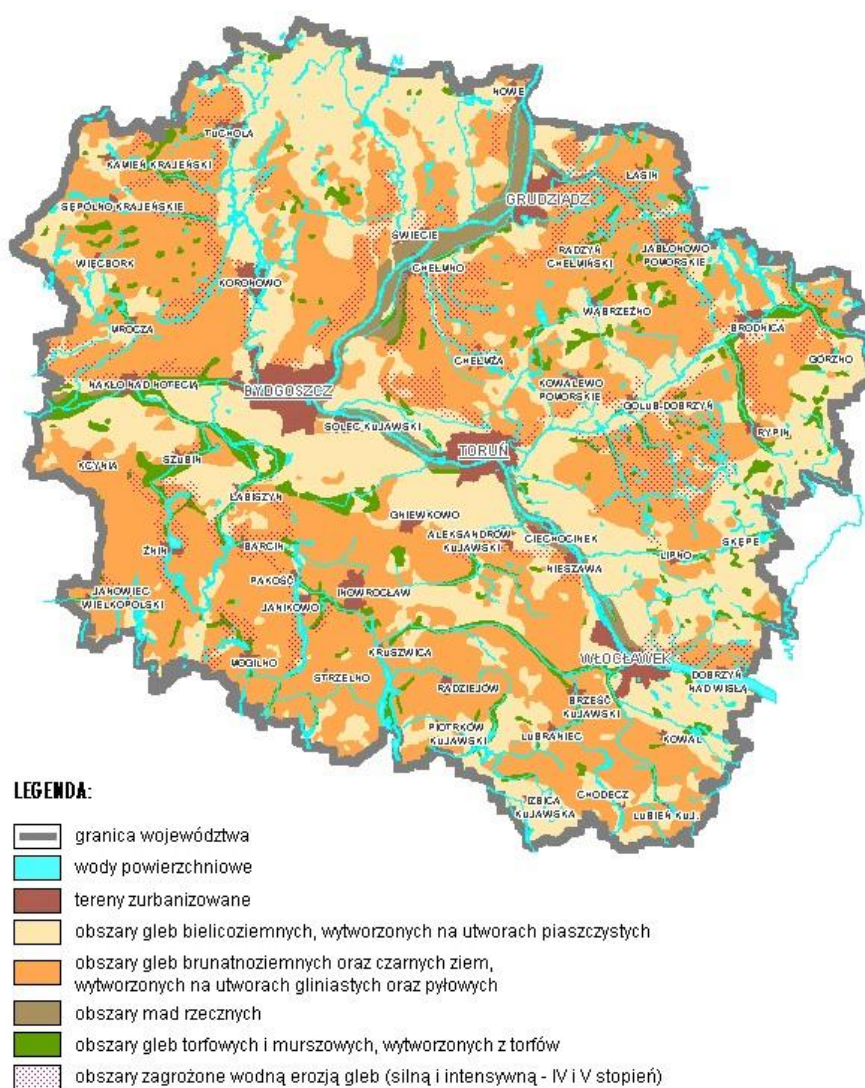 NOWE
TUCHOLA
KAMIEŃ KRAJEŃSKI
ŁASIN
GRUDZIĄDZ
SĘPÓLNO KRAJEŃSKIE
ŚWIECIE
RADZYŃ
CHEŁMIŃSKI
JABŁONOWO
POMORSKIE
WIĘCBORK
CHEŁMNO
KORONOWO
WĄBRZEŹNO
MROCZA
BRODNICA
CHEŁMŻA
GÓRZNO
KOWALEWO
POMORSKIE
NAKŁO NAD NOTECIĄ
BYDGOSZCZ
GOLUB-DOBRZYŃ
SOLEC KUJAWSKI
RYPIN
TORUŃ
KCYNIA
SZUBIN
ŁABISZYN
GNIEWKOWO
ALEKSANDRÓW
KUJAWSKI
CIECHOCINEK
SKĘPE
ŻNIN
BARCIN
LIPNO
NIESZAWA
PAKOŚĆ
JANOWIEC
WIELKOPOLSKI
JANIKOWO
INOWROCŁAW
MOGILNO
KRUSZWICA
WŁOCŁAWEK
STRZELNO
DOBRZYŃ
NAD WISŁĄ
RADZIEJÓW
BRZEŚĆ
KUJAWSKI
PIOTRKÓW
KUJAWSKI
LUBRANIEC
KOWAL
IZBICA
KUJAWSKA
CHODECZ
LUBIEŃ KUJ.
LEGENDA:
granica województwa
wody powierzchniowe
tereny zurbanizowane
obszary gleb bielicoziemnych, wytworzonych na utworach piaszczystych
obszary gleb brunatnoziemnych oraz czarnych ziem,
wytworzonych na utworach gliniastych oraz pyłowych
obszary mad rzecznych
obszary gleb torfowych i murszowych, wytworzonych z torfów
obszary zagrożone wodną erozją gleb (silną i intensywną - IV i V stopień)